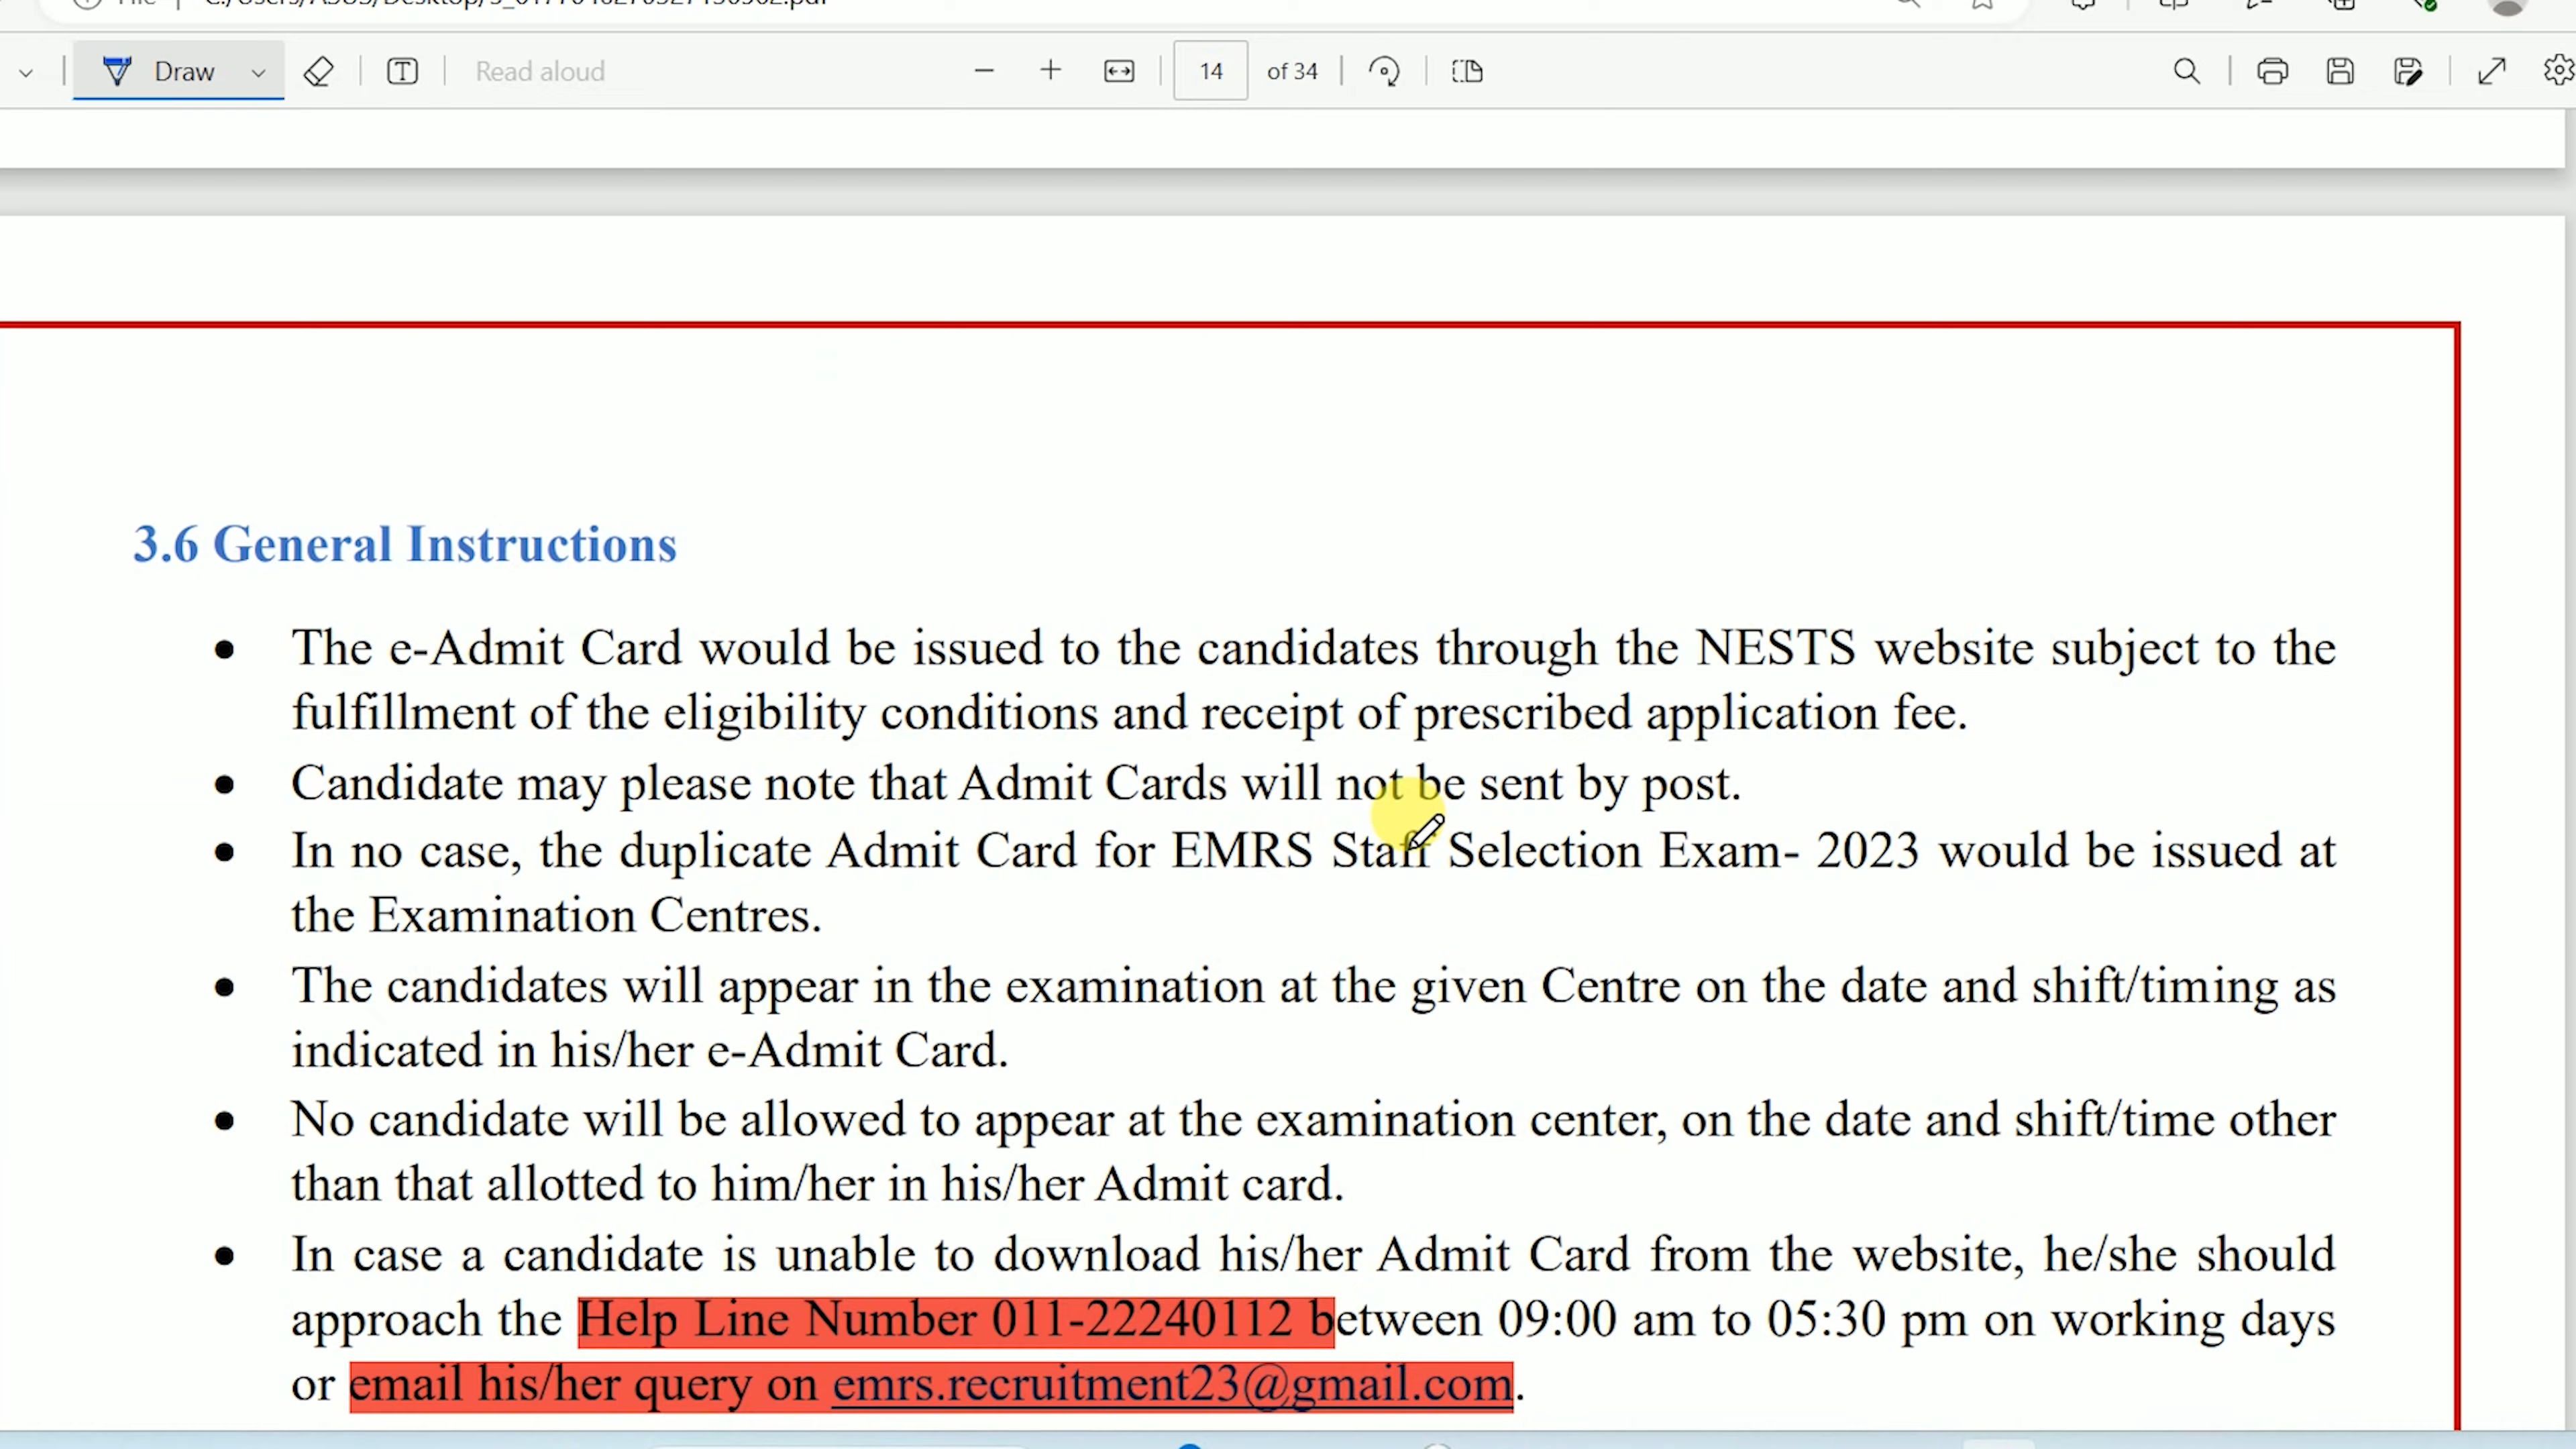 Draw
Read aloud
14 of 34
3.6 General Instructions
● The e-Admit Card would be issued to the candidates through the NESTS website subject to the
fulfillment of the eligibility conditions and receipt of prescribed application fee.
● Candidate may please note that Admit Cards will not be sent by post.
● In no case, the duplicate Admit Card for EMRS Staff Selection Exam- 2023 would be issued at
the Examination Centres.
● The candidates will appear in the examination at the given Centre on the date and shift/timing as
indicated in his/her e-Admit Card.
● No candidate will be allowed to appear at the examination center, on the date and shift/time other
than that allotted to him/her in his/her Admit card.
● In case a candidate is unable to download his/her Admit Card from the website, he/she should
approach the Help Line Number 011-22240112 between 09:00 am to 05:30 pm on working days
or email his/her query on emrs.recruitment23@gmail.com.